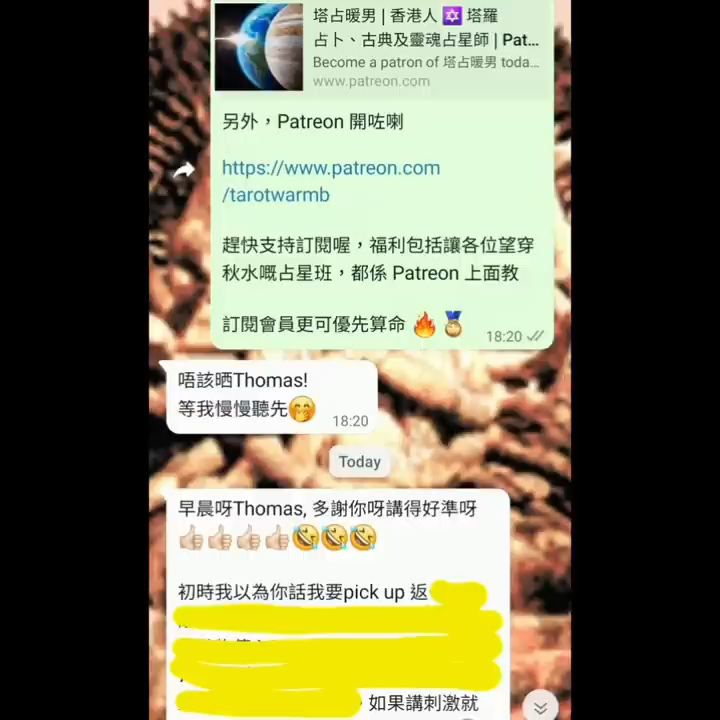 塔占暖男 | 香港人 🔯 塔羅
占卜、古典及靈魂占星師 | Pat...
Become a patron of 塔占暖男 toda...
www.patreon.com
另外，Patreon 開咗喇
https://www.patreon.com
/tarotwarmb
趕快支持訂閱喔，福利包括讓各位望穿
秋水嘅占星班，都係 Patreon 上面教
訂閱會員更可優先算命 🔥🏅
18:20
唔該晒Thomas!
等我慢慢聽先🤭
18:20
Today
早晨呀Thomas, 多謝你呀講得好準呀
👍🏻👍🏻👍🏻👍🏻🤣🤣🤣
初時我以為你話我要pick up 返
如果講刺激就